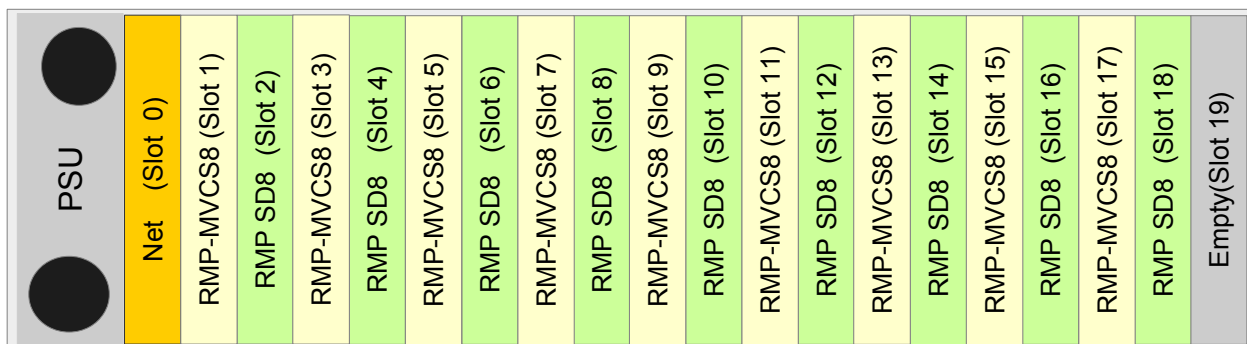 PSU
Net (Slot 0)
RMP-MVCS8 (Slot 1)
RMP SD8 (Slot 2)
RMP-MVCS8 (Slot 3)
RMP SD8 (Slot 4)
RMP-MVCS8 (Slot 5)
RMP SD8 (Slot 6)
RMP-MVCS8 (Slot 7)
RMP SD8 (Slot 8)
RMP-MVCS8 (Slot 9)
RMP SD8 (Slot 10)
RMP-MVCS8 (Slot 11)
RMP SD8 (Slot 12)
RMP-MVCS8 (Slot 13)
RMP SD8 (Slot 14)
RMP-MVCS8 (Slot 15)
RMP SD8 (Slot 16)
RMP-MVCS8 (Slot 17)
RMP SD8 (Slot 18)
Empty(Slot 19)